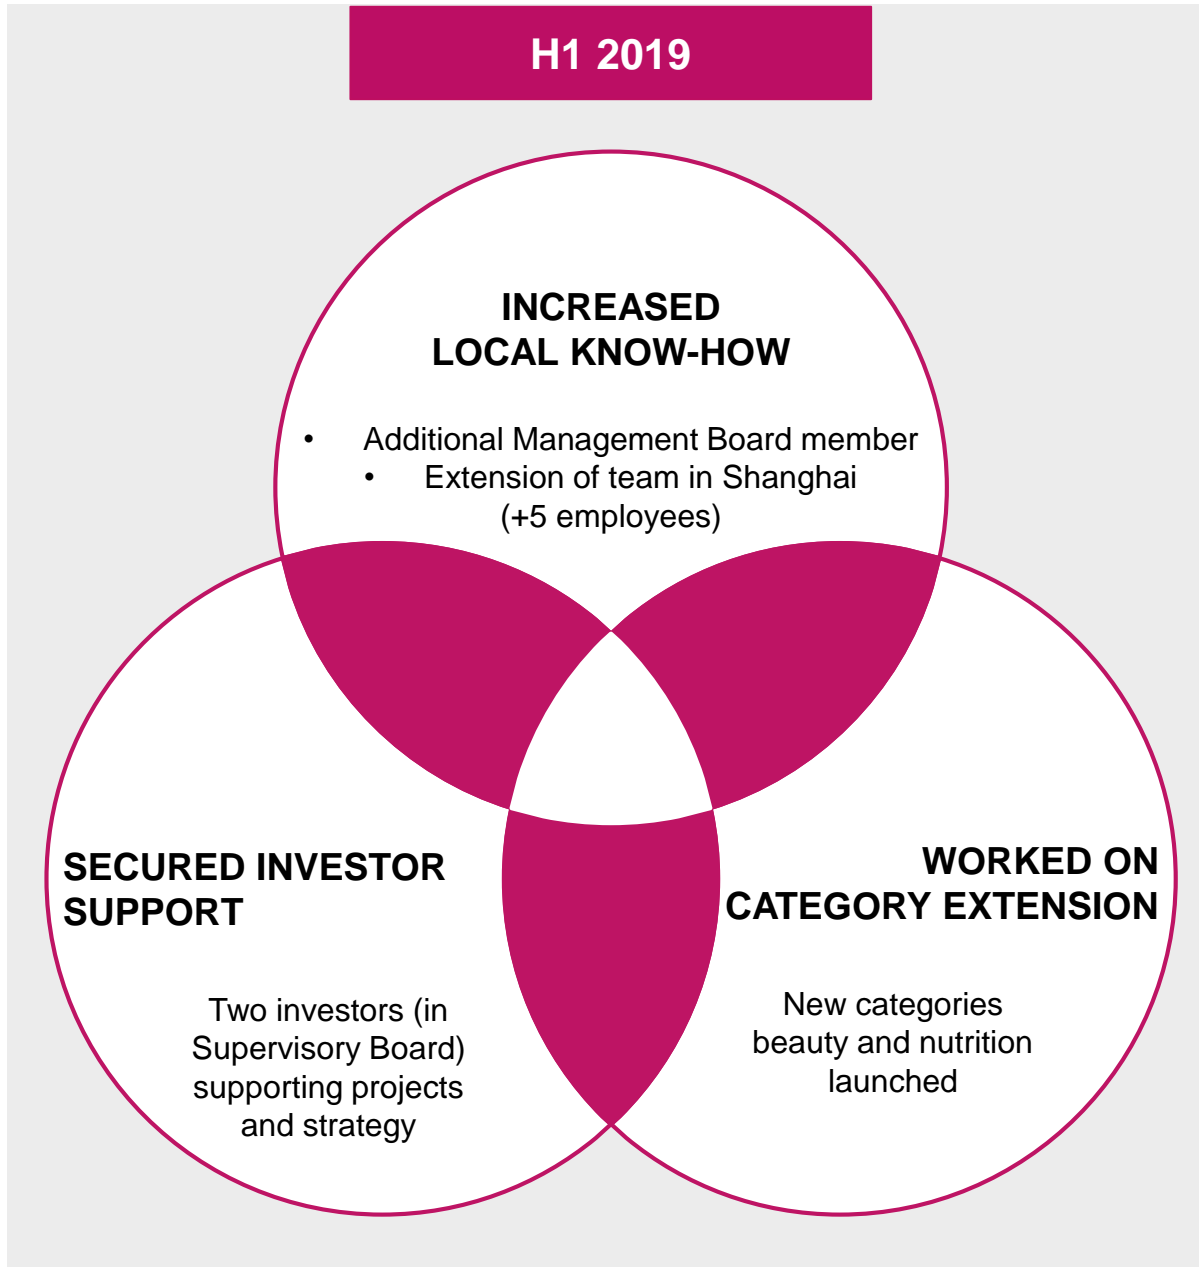 H1 2019
INCREASED
LOCAL KNOW-HOW
• Additional Management Board member
• Extension of team in Shanghai
(+5 employees)
SECURED INVESTOR
SUPPORT
Two investors (in
Supervisory Board)
supporting projects
and strategy
WORKED ON
CATEGORY EXTENSION
New categories
beauty and nutrition
launched